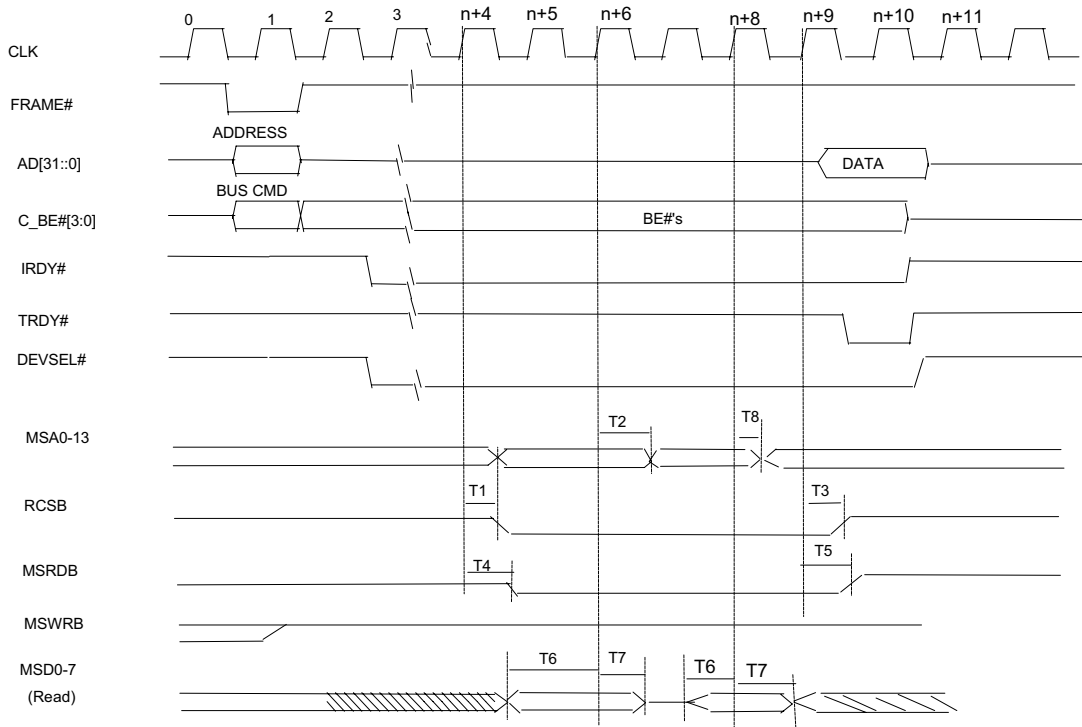 0 1 2 3 n+4 n+5 n+6 n+8 n+9 n+10 n+11
CLK
FRAME#
ADDRESS
AD[31::0] DATA
BUS CMD
C_BE#[3:0] BE#'s
IRDY#
TRDY#
DEVSEL#
T2 T8
MSA0-13
T1 T3
RCSB
T4 T5
MSRDB
MSWRB
T6 T7 T6 T7
MSD0-7
(Read)